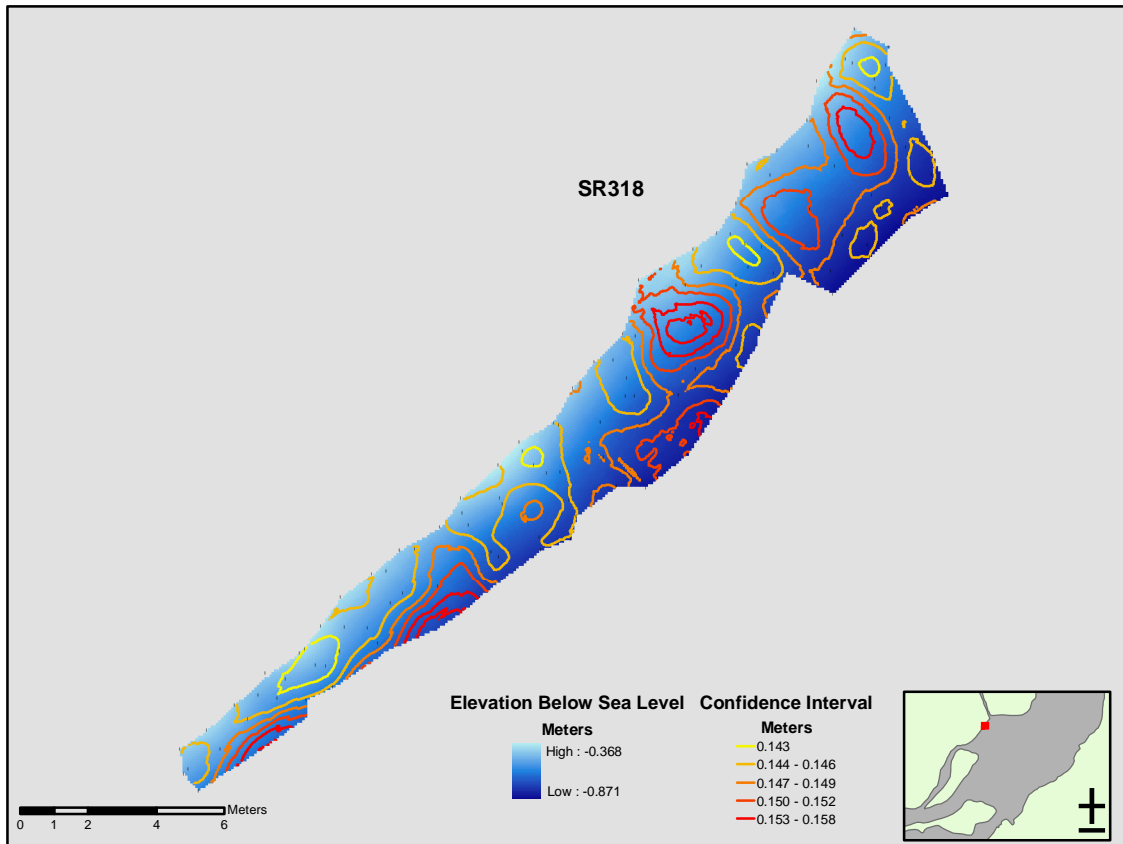 SR318
Elevation Below Sea Level
Meters
High : -0.368
Low : -0.871
Confidence Interval
Meters
0.143
0.144 - 0.146
0.147 - 0.149
0.150 - 0.152
0.153 - 0.158
Meters
0 1 2 4 6